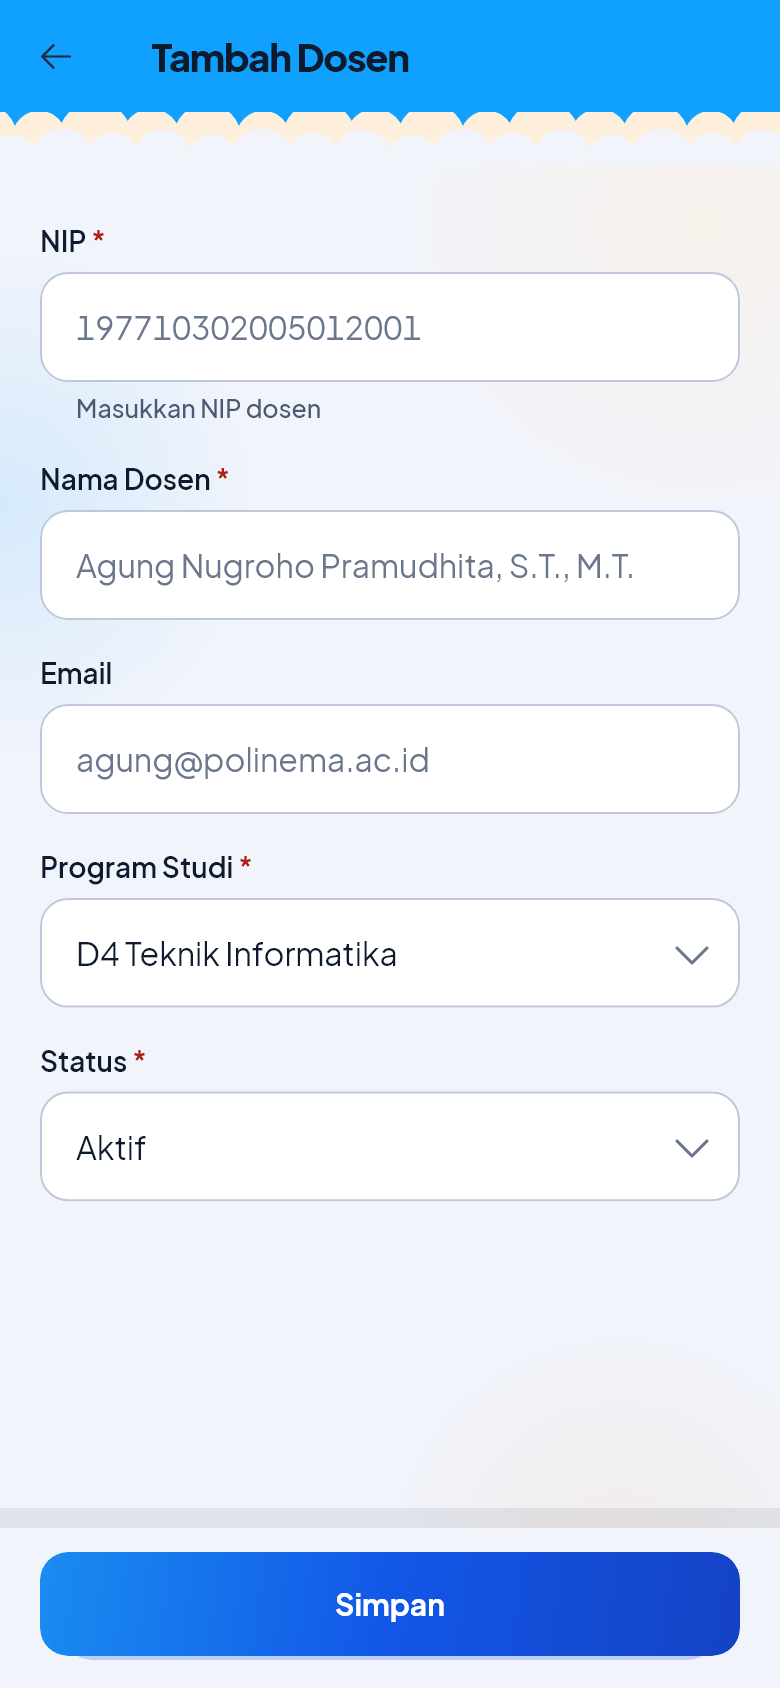 Tambah Dosen
NIP *
197710302005012001
Masukkan NIP dosen
Nama Dosen *
Agung Nugroho Pramudhita, S.T., M.T.
Email
agung@polinema.ac.id
Program Studi *
D4 Teknik Informatika
Status *
Aktif
Simpan